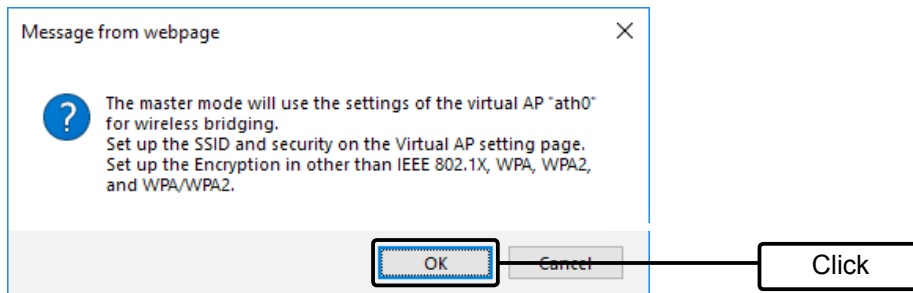 Message from webpage
The master mode will use the settings of the virtual AP "ath0"
for wireless bridging.
Set up the SSID and security on the Virtual AP setting page.
Set up the Encryption in other than IEEE 802.1X, WPA, WPA2,
and WPA/WPA2.
OK
Cancel
Click